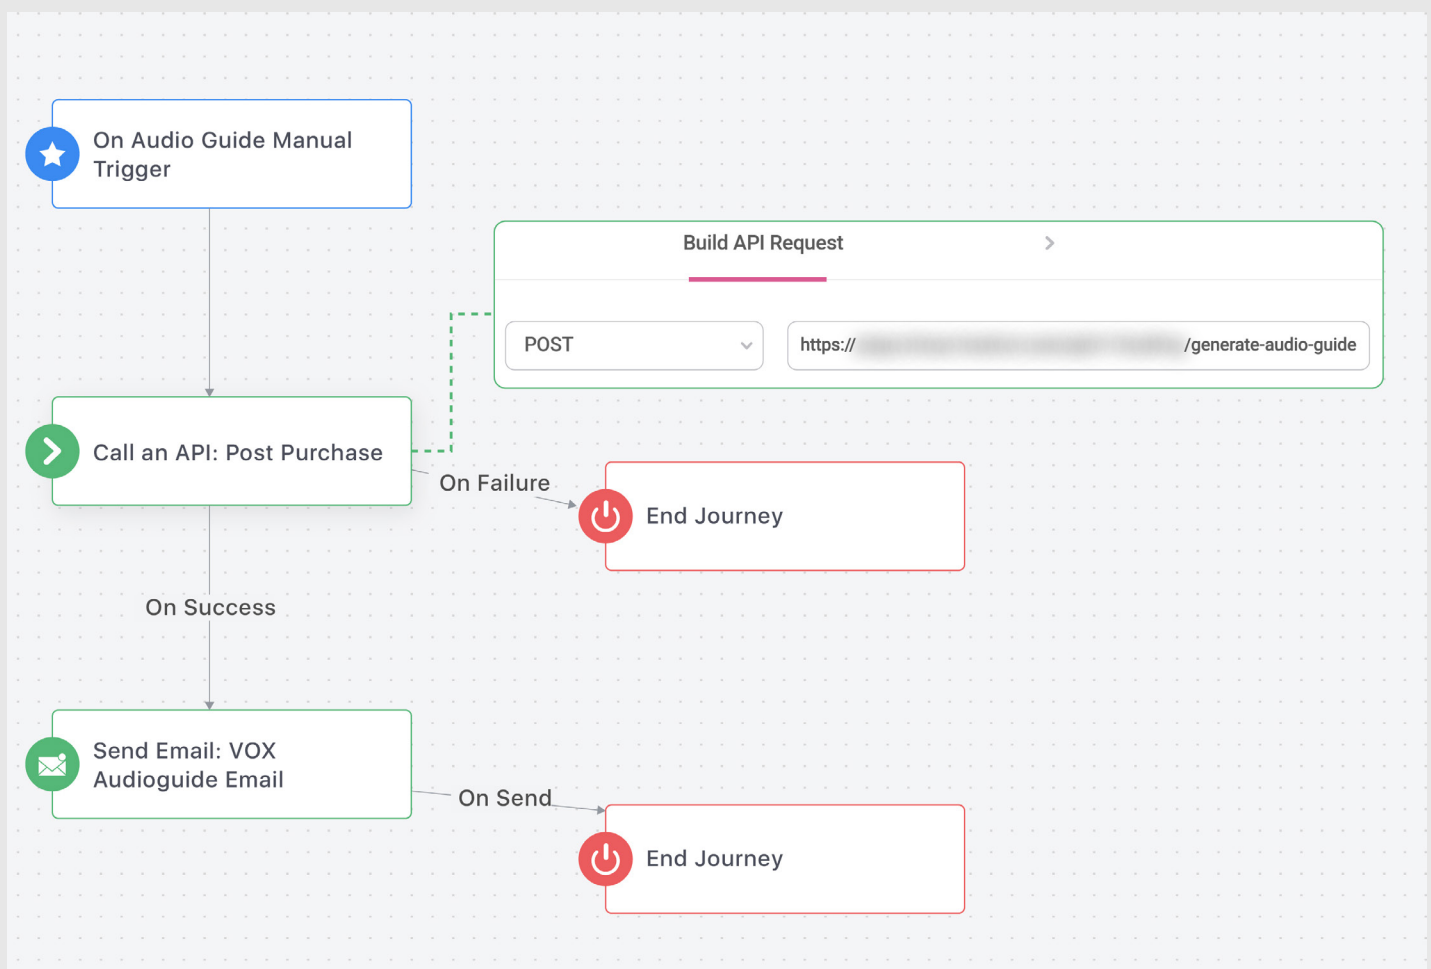 On Audio Guide Manual
Trigger
Build API Request
POST
https:// /generate-audio-guide
Call an API: Post Purchase
On Failure
End Journey
On Success
Send Email: VOX
Audioguide Email
On Send
End Journey